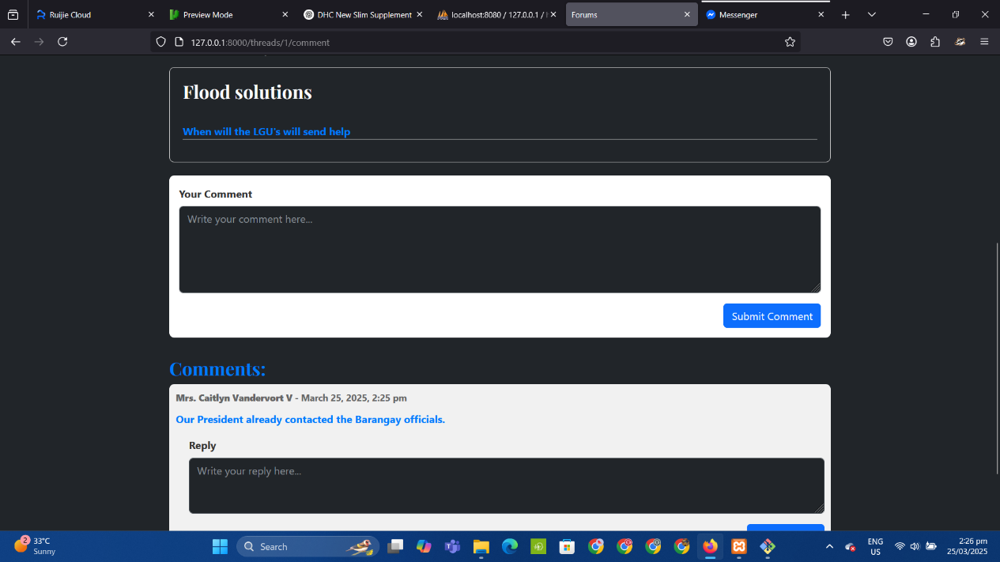 Ruijie Cloud
Preview Mode
DHC New Slim Supplement
localhost:8080 / 127.0.0.1 /
Forums
Messenger
127.0.0.1:8000/threads/1/comment
Flood solutions
When will the LGU's will send help
Your Comment
Write your comment here...
Submit Comment
Comments:
Mrs. Caitlyn Vandervort V - March 25, 2025, 2:25 pm
Our President already contacted the Barangay officials.
Reply
Write your reply here...
2
33°C
Sunny
Search
ENG
US
2:26 pm
25/03/2025